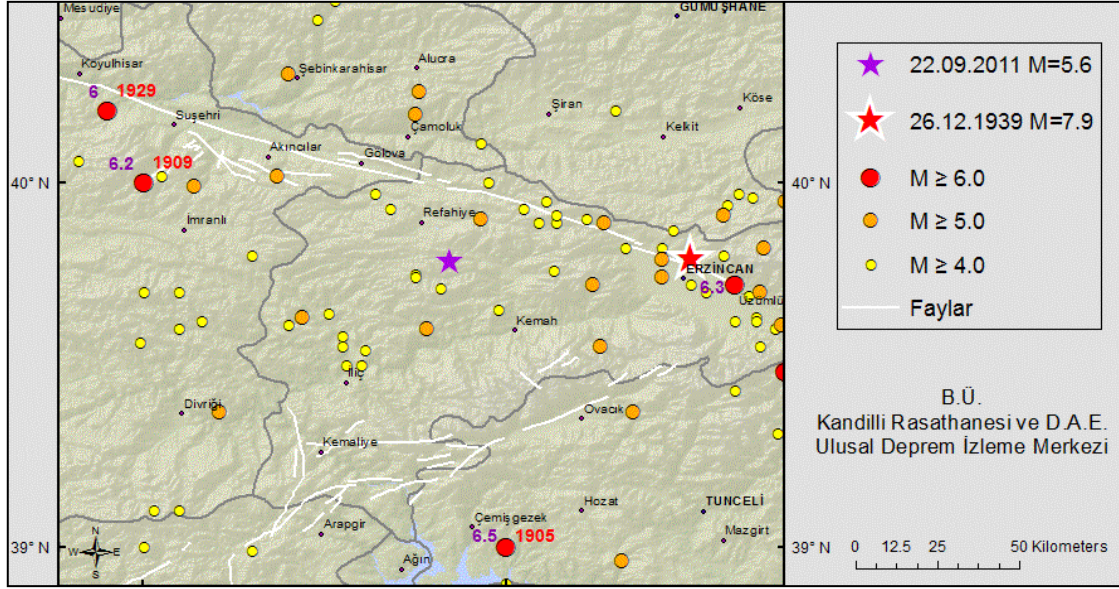 Mesudiye
GÜMÜŞHANE
Koyulhisar
Alucra
Şebinkarahisar
6 1929
Suşehri
Köse
Şiran
Çamoluk
Kelkit
Akıncılar
Gölova
6.2 1909
40° N
40° N
İmranlı
Refahiye
ERZİNCAN
6.3
Üzümlü
Kemah
İliç
Divriği
Ovacık
Kemaliye
Hozat
TUNCELİ
Çemişgezek
Arapgir
6.5 1905
Mazgirt
39° N
39° N
Ağın
N
W E
S
22.09.2011 M=5.6
26.12.1939 M=7.9
M ≥ 6.0
M ≥ 5.0
M ≥ 4.0
Faylar
B.Ü.
Kandilli Rasathanesi ve D.A.E.
Ulusal Deprem İzleme Merkezi
0 12.5 25 50 Kilometers